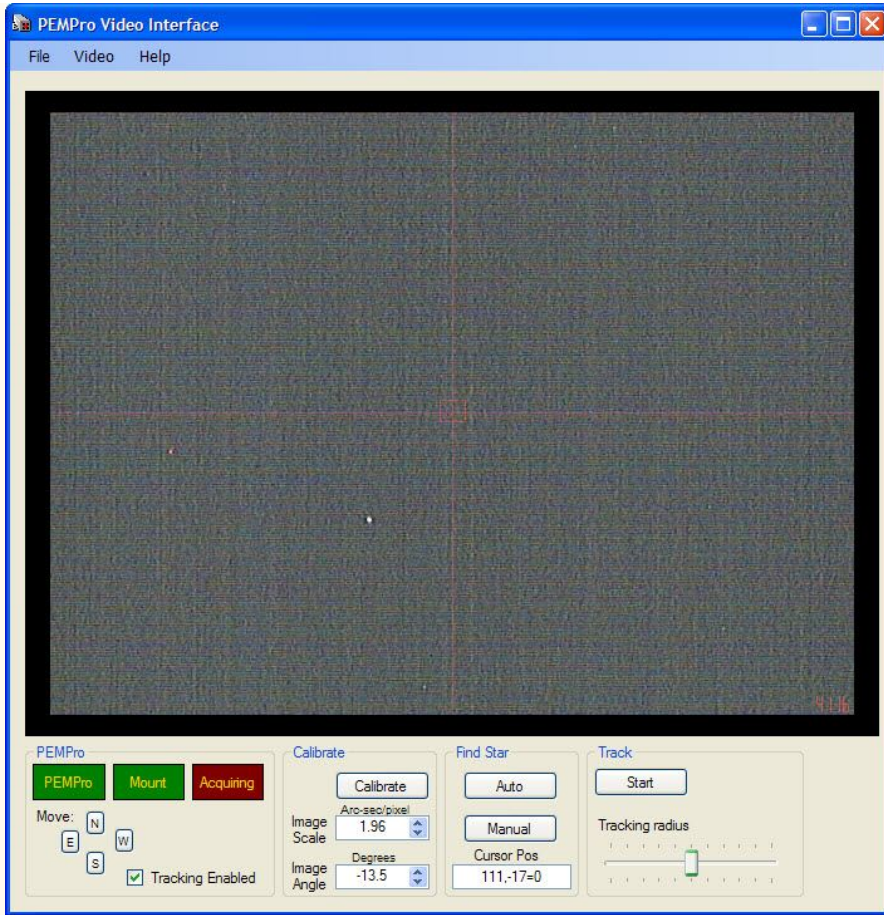 PEMPro Video Interface
File Video Help
PEMPro
PEMPro Mount Acquiring
Move:
N
E
W
S
Tracking Enabled
Calibrate
Calibrate
Arc-sec/pixel
Image Scale
1.96
Degrees
Image Angle
-13.5
Find Star
Auto
Manual
Cursor Pos
111,-17=0
Track
Start
Tracking radius